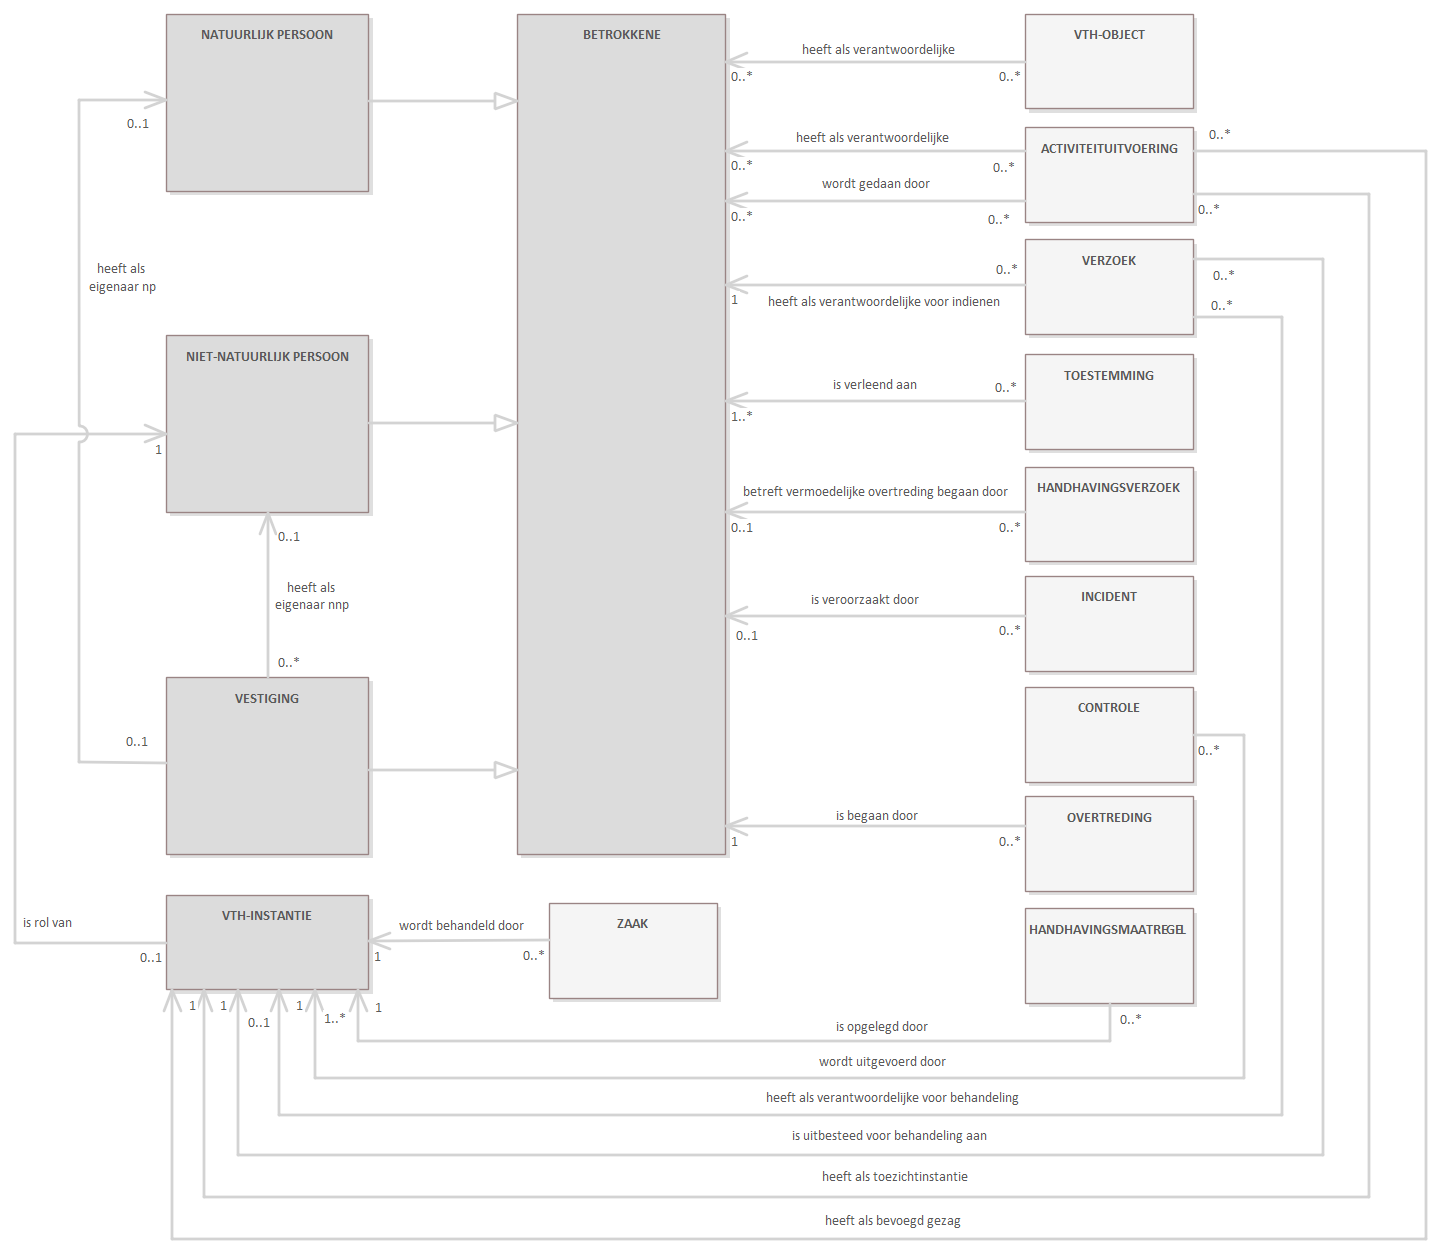 NATUURLIJK PERSOON
BETROKKENE
VTH-OBJECT
heeft als verantwoordelijke
0..*
0..*
0..1
ACTIVITEITUITVOERING
0..*
heeft als verantwoordelijke
0..*
0..*
wordt gedaan door
0..*
0..*
0..*
VERZOEK
0..*
0..*
1
heeft als verantwoordelijke voor indienen
0..*
heeft als
eigenaar np
NIET-NATUURLIJK PERSOON
1
TOESTEMMING
is verleend aan
0..*
1..*
HANDHAVINGSVERZOEK
betreft vermoedelijke overtreding begaan door
0..1
0..*
0..1
heeft als
eigenaar nnp
0..*
INCIDENT
is veroorzaakt door
0..1
0..*
VESTIGING
0..1
CONTROLE
0..*
OVERTREDING
is begaan door
1
0..*
VTH-INSTANTIE
is rol van
0..1
wordt behandeld door
1
0..*
ZAAK
HANDHAVINGSMAATREGEL
0..*
1
1
0..1
1
1..*
1
is opgelegd door
wordt uitgevoerd door
heeft als verantwoordelijke voor behandeling
is uitbesteed voor behandeling aan
heeft als toezichtinstantie
heeft als bevoegd gezag